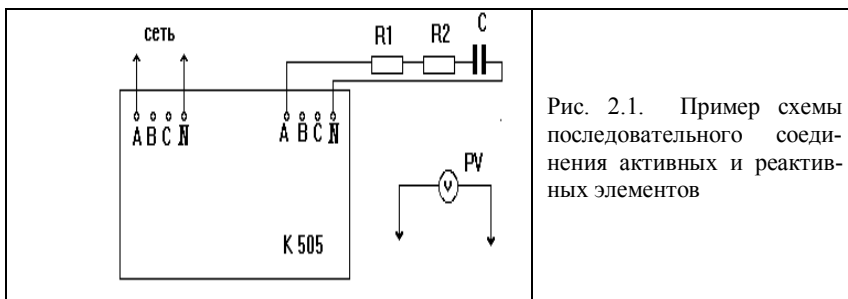 сеть
R1 R2 C
A B C N
A B C N
PV
V
K 505
Рис. 2.1. Пример схемы
последовательного соеди-
нения активных и реактив-
ных элементов